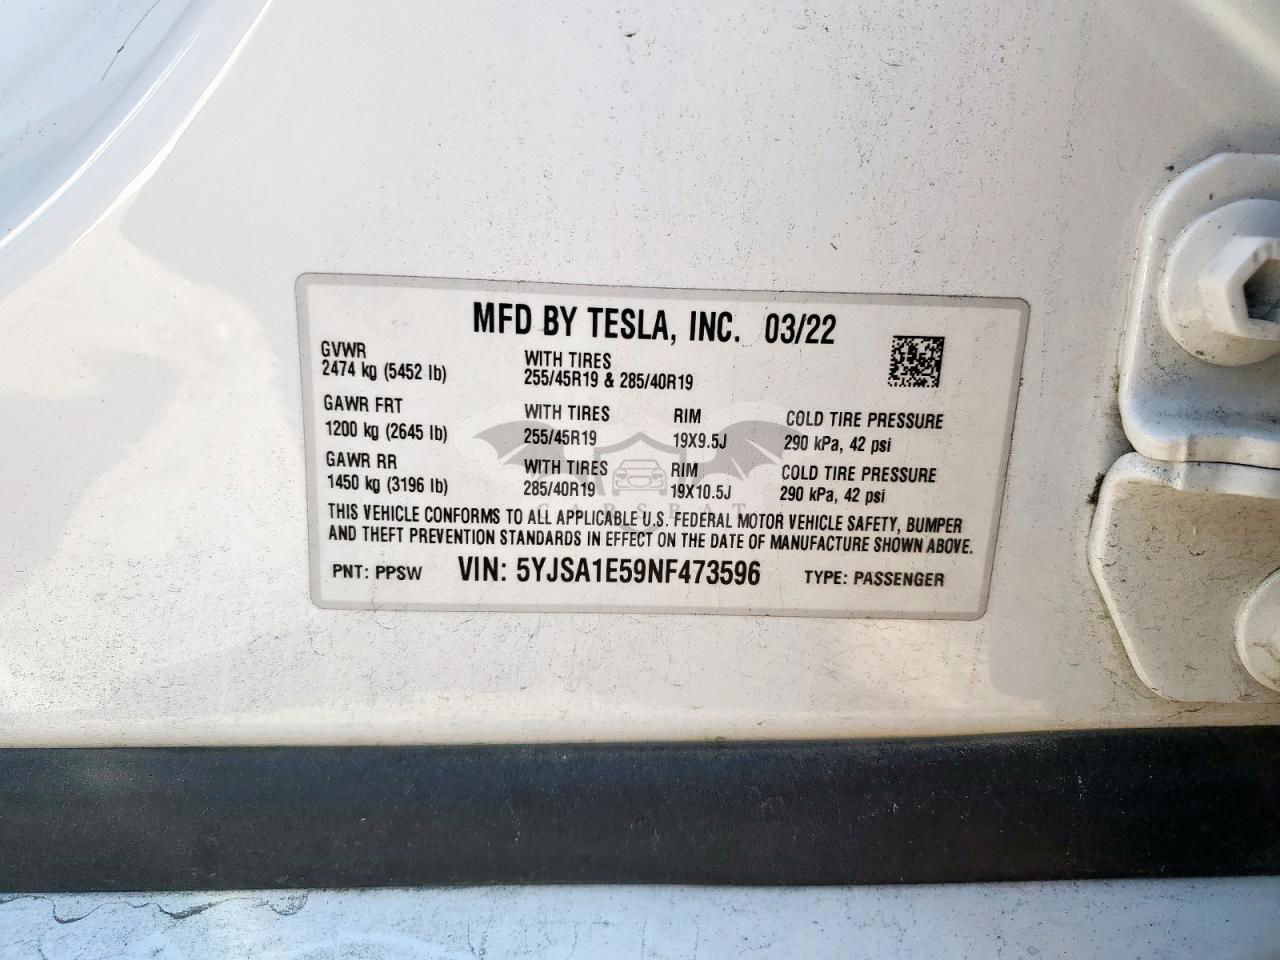 MFD BY TESLA, INC. 03/22
GVWR WITH TIRES
2474 kg (5452 lb) 255/45R19 & 285/40R19
GAWR FRT WITH TIRES RIM COLD TIRE PRESSURE
1200 kg (2645 lb) 255/45R19 19X9.5J 290 kPa, 42 psi
GAWR RR WITH TIRES RIM COLD TIRE PRESSURE
1450 kg (3196 lb) 285/40R19 19X10.5J 290 kPa, 42 psi
CARSBAT
THIS VEHICLE CONFORMS TO ALL APPLICABLE U.S. FEDERAL MOTOR VEHICLE SAFETY, BUMPER
AND THEFT PREVENTION STANDARDS IN EFFECT ON THE DATE OF MANUFACTURE SHOWN ABOVE.
PNT: PPSW VIN: 5YJSA1E59NF473596 TYPE: PASSENGER